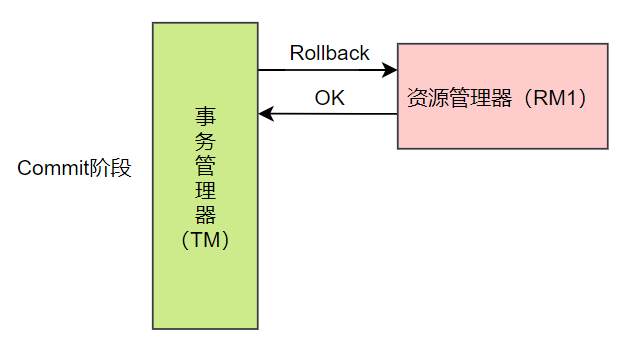 Rollback
资源管理器（RM1）
OK
Commit阶段
事
务
管
理
器
（TM）